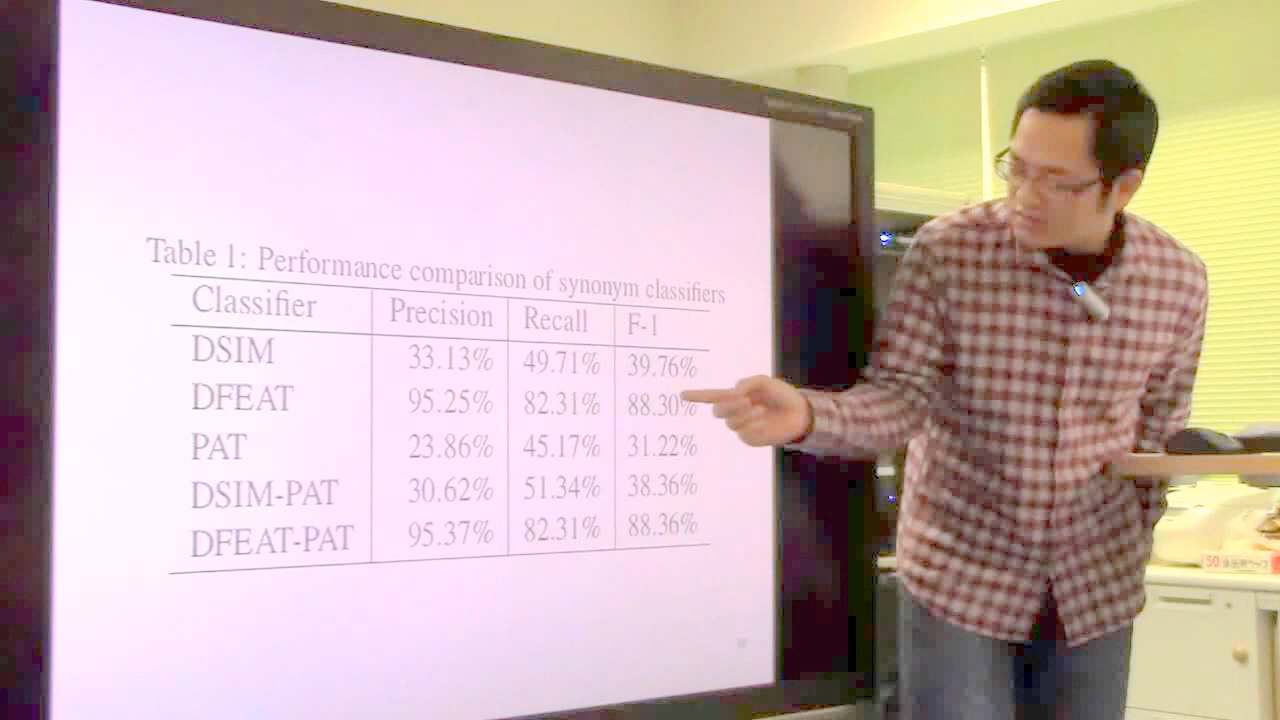 Table 1: Performance comparison of synonym classifiers
Classifier Precision Recall F-1
DSIM 33.13% 49.71% 39.76%
DFEAT 95.25% 82.31% 88.30%
PAT 23.86% 45.17% 31.22%
DSIM-PAT 30.62% 51.34% 38.36%
DFEAT-PAT 95.37% 82.31% 88.36%
50